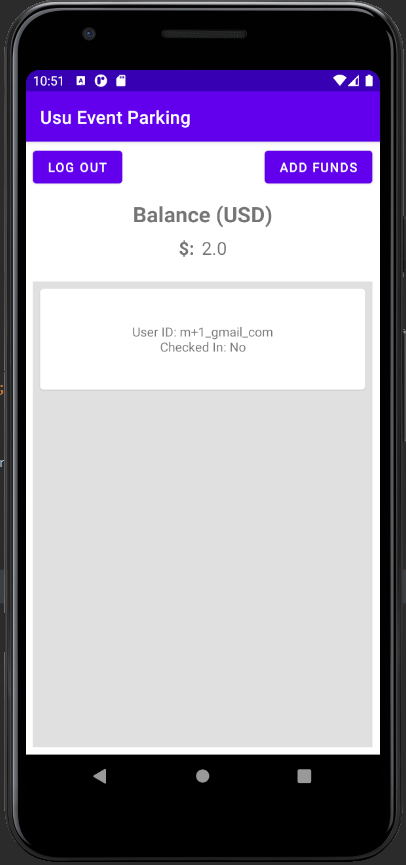 10:51
Usu Event Parking
LOG OUT
ADD FUNDS
Balance (USD)
$: 2.0
User ID: m+1_gmail_com
Checked In: No